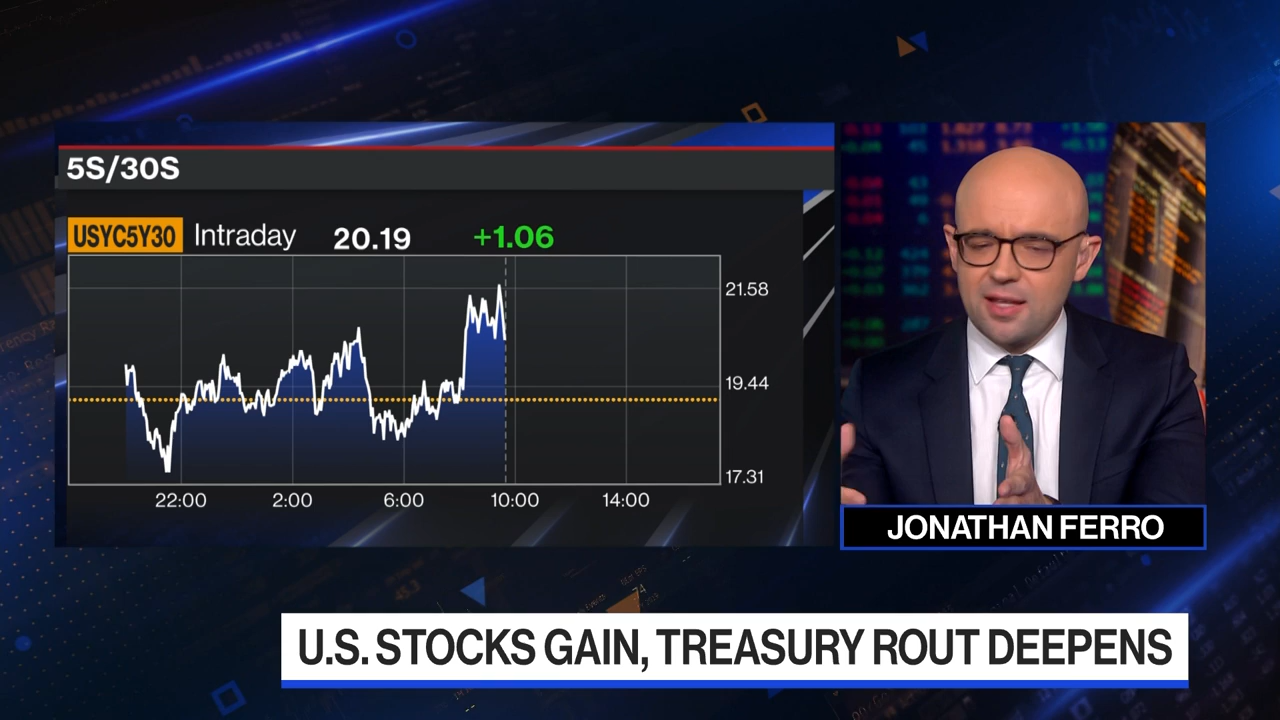 5S/30S
USYC5Y30 Intraday 20.19 +1.06
21.58
19.44
17.31
22:00 2:00 6:00 10:00 14:00
JONATHAN FERRO
U.S. STOCKS GAIN, TREASURY ROUT DEEPENS